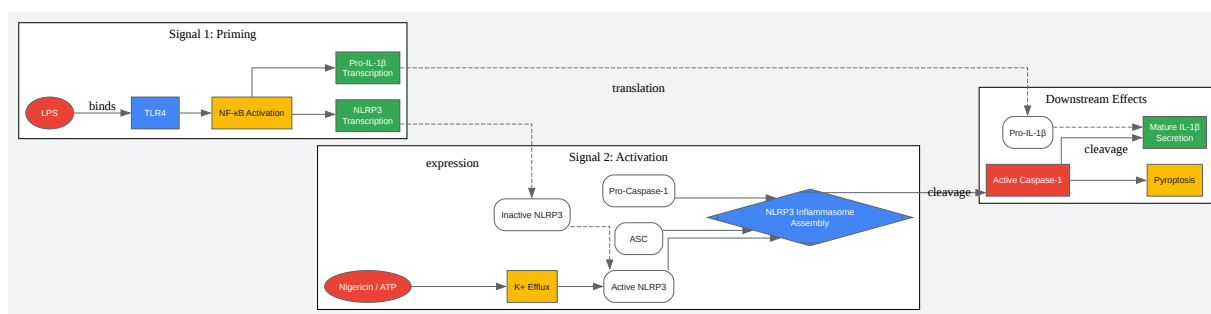 Signal 1: Priming
Pro-IL-1β
Transcription
LPS
binds
TLR4
NF-κB Activation
NLRP3
Transcription
translation
expression
Signal 2: Activation
Pro-Caspase-1
Inactive NLRP3
ASC
NLRP3 Inflammasome
Assembly
Nigericin / ATP
K+ Efflux
Active NLRP3
cleavage
Downstream Effects
Pro-IL-1β
Mature IL-1β
Secretion
cleavage
Active Caspase-1
Pyroptosis